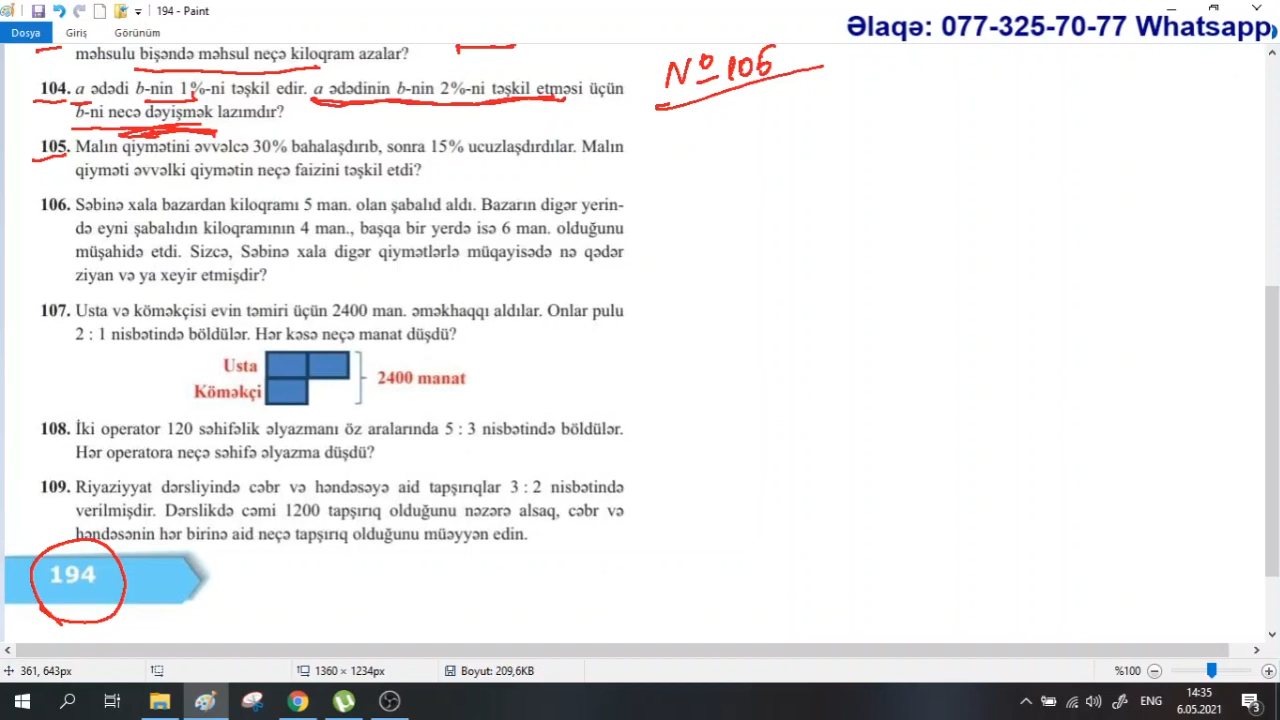 194 - Paint
Dosya
Giriş
Görünüm
Əlaqə: 077-325-70-77 Whatsapp
məhsulu bişəndə məhsul neçə kiloqram azalar?
№ 106
104. a ədədi b-nin 1%-ni təşkil edir. a ədədinin b-nin 2%-ni təşkil etməsi üçün
b-ni necə dəyişmək lazımdır?
105. Malın qiymətini əvvəlcə 30% bahalaşdırıb, sonra 15% ucuzlaşdırdılar. Malın
qiyməti əvvəlki qiymətin neçə faizini təşkil etdi?
106. Səbinə xala bazardan kiloqramı 5 man. olan şabalıd aldı. Bazarın digər yerin-
də eyni şabalıdın kiloqramının 4 man., başqa bir yerdə isə 6 man. olduğunu
müşahidə etdi. Sizcə, Səbinə xala digər qiymətlərlə müqayisədə nə qədər
ziyan və ya xeyir etmişdir?
107. Usta və köməkçisi evin təmiri üçün 2400 man. əməkhaqqı aldılar. Onlar pulu
2 : 1 nisbətində böldülər. Hər kəsə neçə manat düşdü?
Usta
Köməkçi
2400 manat
108. İki operator 120 səhifəlik əlyazmanı öz aralarında 5 : 3 nisbətində böldülər.
Hər operatora neçə səhifə əlyazma düşdü?
109. Riyaziyyat dərsliyində cəbr və həndəsəyə aid tapşırıqlar 3 : 2 nisbətində
verilmişdir. Dərslikdə cəmi 1200 tapşırıq olduğunu nəzərə alsaq, cəbr və
həndəsənin hər birinə aid neçə tapşırıq olduğunu müəyyən edin.
194
361, 643px
1360 × 1234px
Boyut: 209,6KB
%100
ENG
14:35
6.05.2021
3